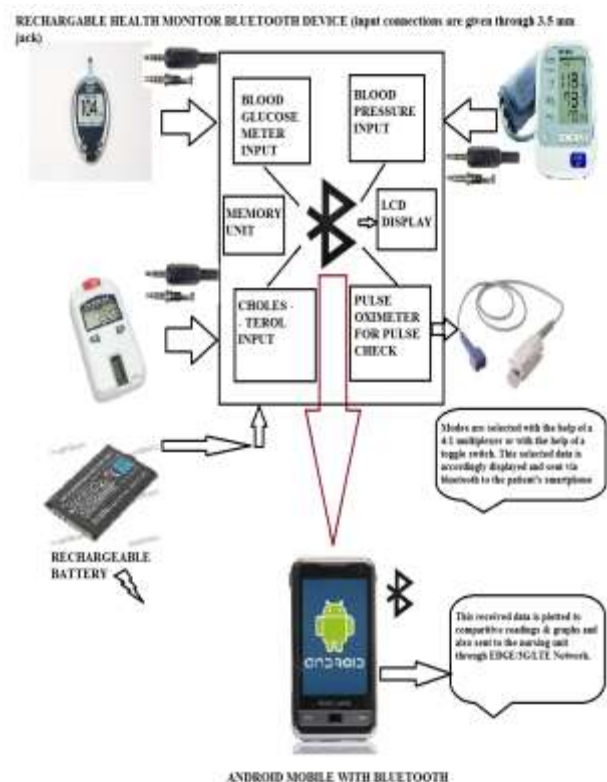 RECHARGABLE HEALTH MONITOR BLUETOOTH DEVICE (input connections are given through 3.5 mm
jack)
BLOOD
GLUCOSE
METER
INPUT
BLOOD
PRESSURE
INPUT
104
118
78
MEMORY
UNIT
LCD
DISPLAY
CHOLES -
- TEROL
INPUT
PULSE
OXIMETER
FOR PULSE
CHECK
Modes are selected with the help of a
4:1 multiplexer or with the help of a
toggle switch. This selected data is
accordingly displayed and sent via
bluetooth to the patient's smartphone
RECHARGEABLE
BATTERY
This received data is plotted to
compartitive readings & graphs and
also sent to the nursing unit
through EDGE/3G/LTE Network.
ANDROID
ANDROID MOBILE WITH BLUETOOTH